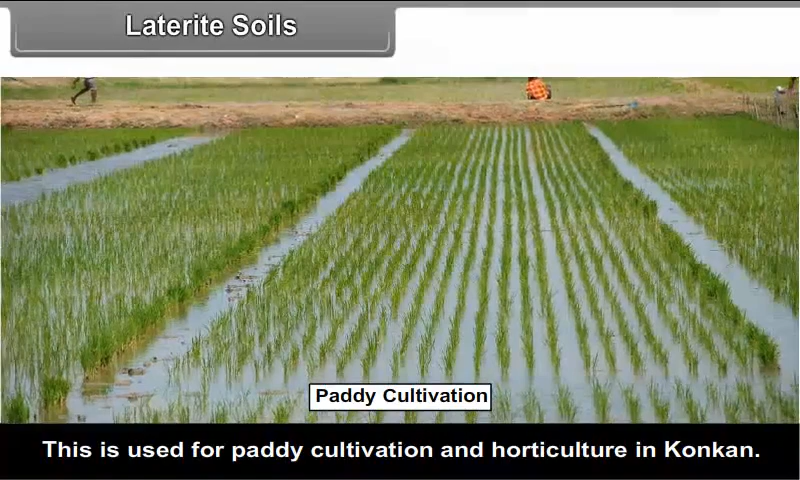 Laterite Soils
Paddy Cultivation
This is used for paddy cultivation and horticulture in Konkan.